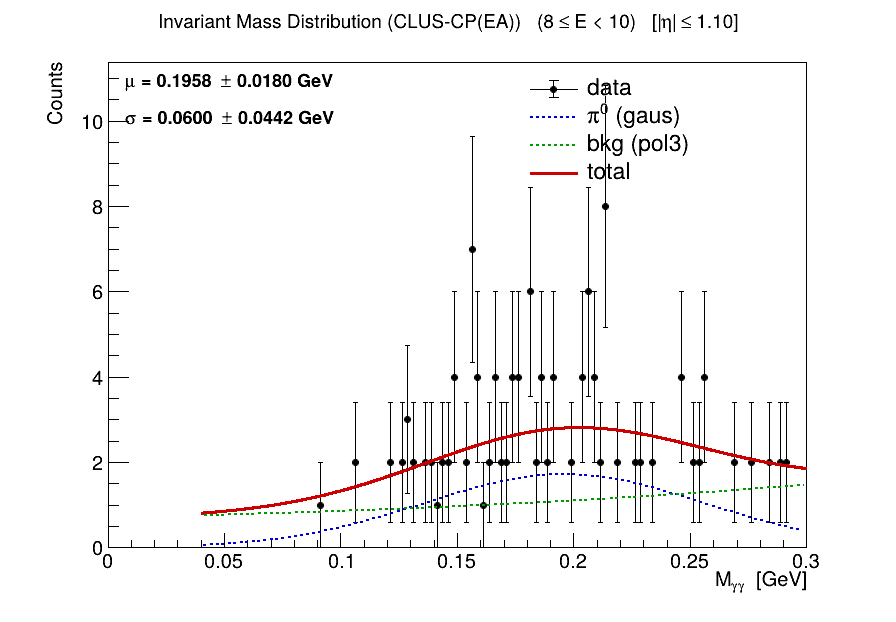 Invariant Mass Distribution (CLUS-CP(EA)) (8 ≤ E < 10) [|η| ≤ 1.10]
Counts
μ = 0.1958 ± 0.0180 GeV
σ = 0.0600 ± 0.0442 GeV
data
π⁰ (gaus)
bkg (pol3)
total
10
8
6
4
2
0
0 0.05 0.1 0.15 0.2 0.25 0.3
M_γγ [GeV]